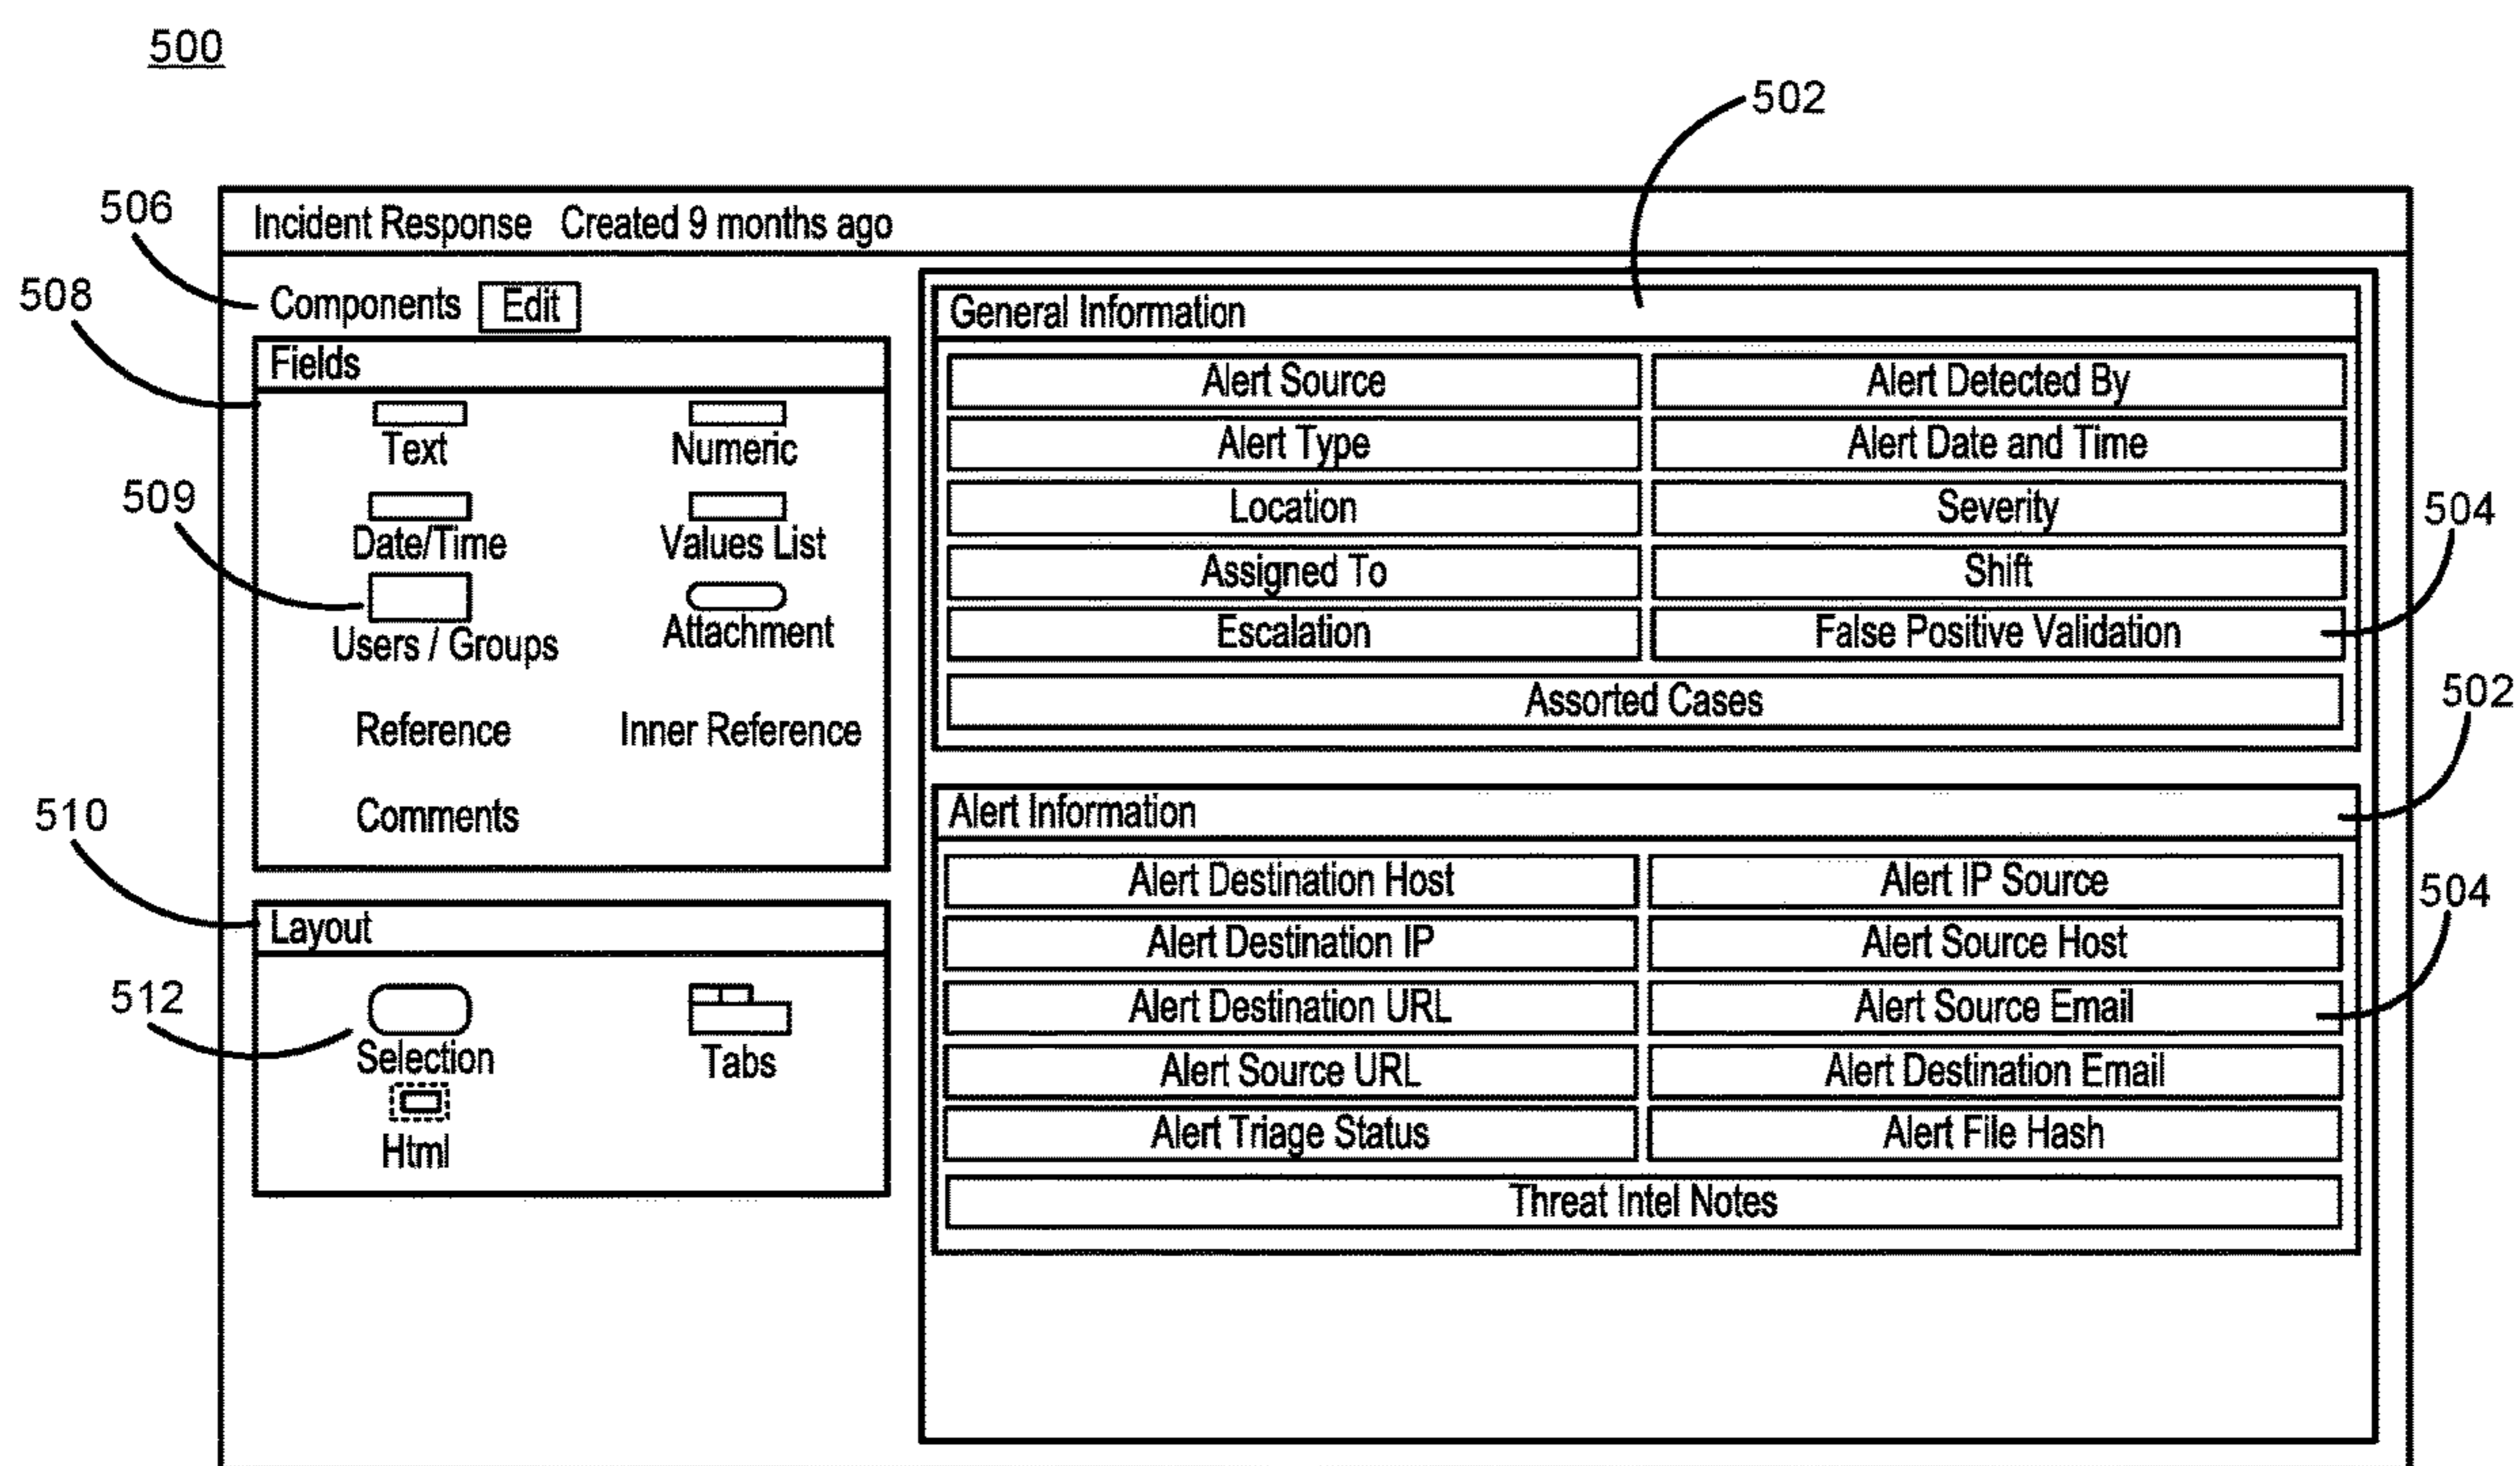 500
502
506
Incident Response Created 9 months ago
508
Components Edit
Fields
Text Numeric
509
Date/Time Values List
Users / Groups Attachment
Reference Inner Reference
Comments
510
Layout
512
Selection Tabs
Html
General Information
Alert Source Alert Detected By
Alert Type Alert Date and Time
Location Severity
504
Assigned To Shift
Escalation False Positive Validation
502
Assorted Cases
Alert Information
Alert Destination Host Alert IP Source
504
Alert Destination IP Alert Source Host
Alert Destination URL Alert Source Email
Alert Source URL Alert Destination Email
Alert Triage Status Alert File Hash
Threat Intel Notes